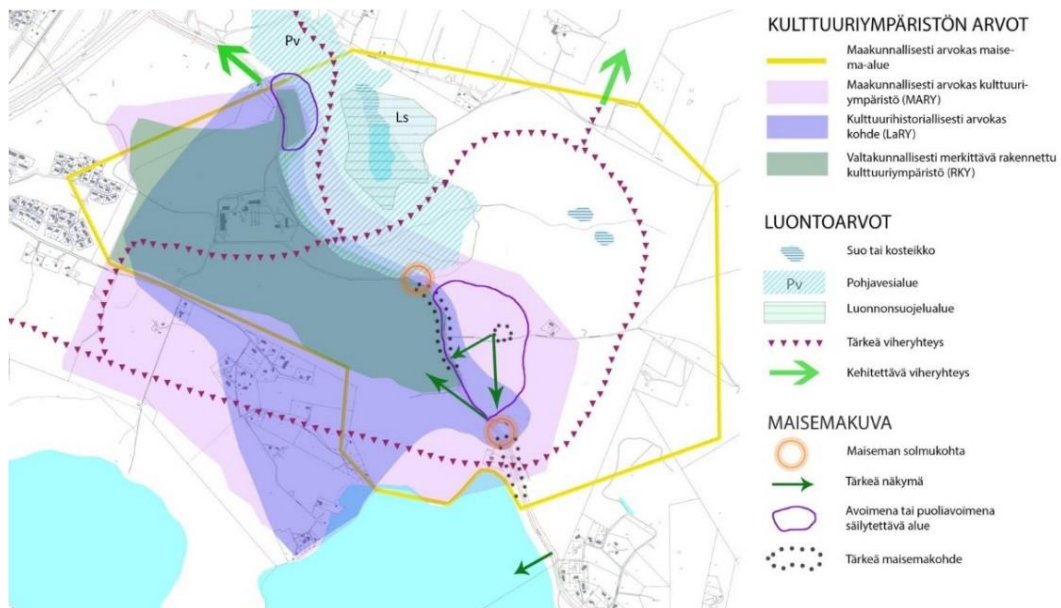 Pv
Ls
KULTTUURIYMPÄRISTÖN ARVOT
Maakunnallisesti arvokas maise-
ma-alue
Maakunnallisesti arvokas kulttuuri-
ympäristö (MARY)
Kulttuurihistoriallisesti arvokas
kohde (LaRY)
Valtakunnallisesti merkittävä rakennettu
kulttuuriympäristö (RKY)
LUONTOARVOT
Suo tai kosteikko
Pv
Pohjavesialue
Luonnonsuojelualue
Tärkeä viheryhteys
Kehitettävä viheryhteys
MAISEMAKUVA
Maiseman solmukohta
Tärkeä näkymä
Avoimena tai puoliavoimena
säilytettävä alue
Tärkeä maisemakohde